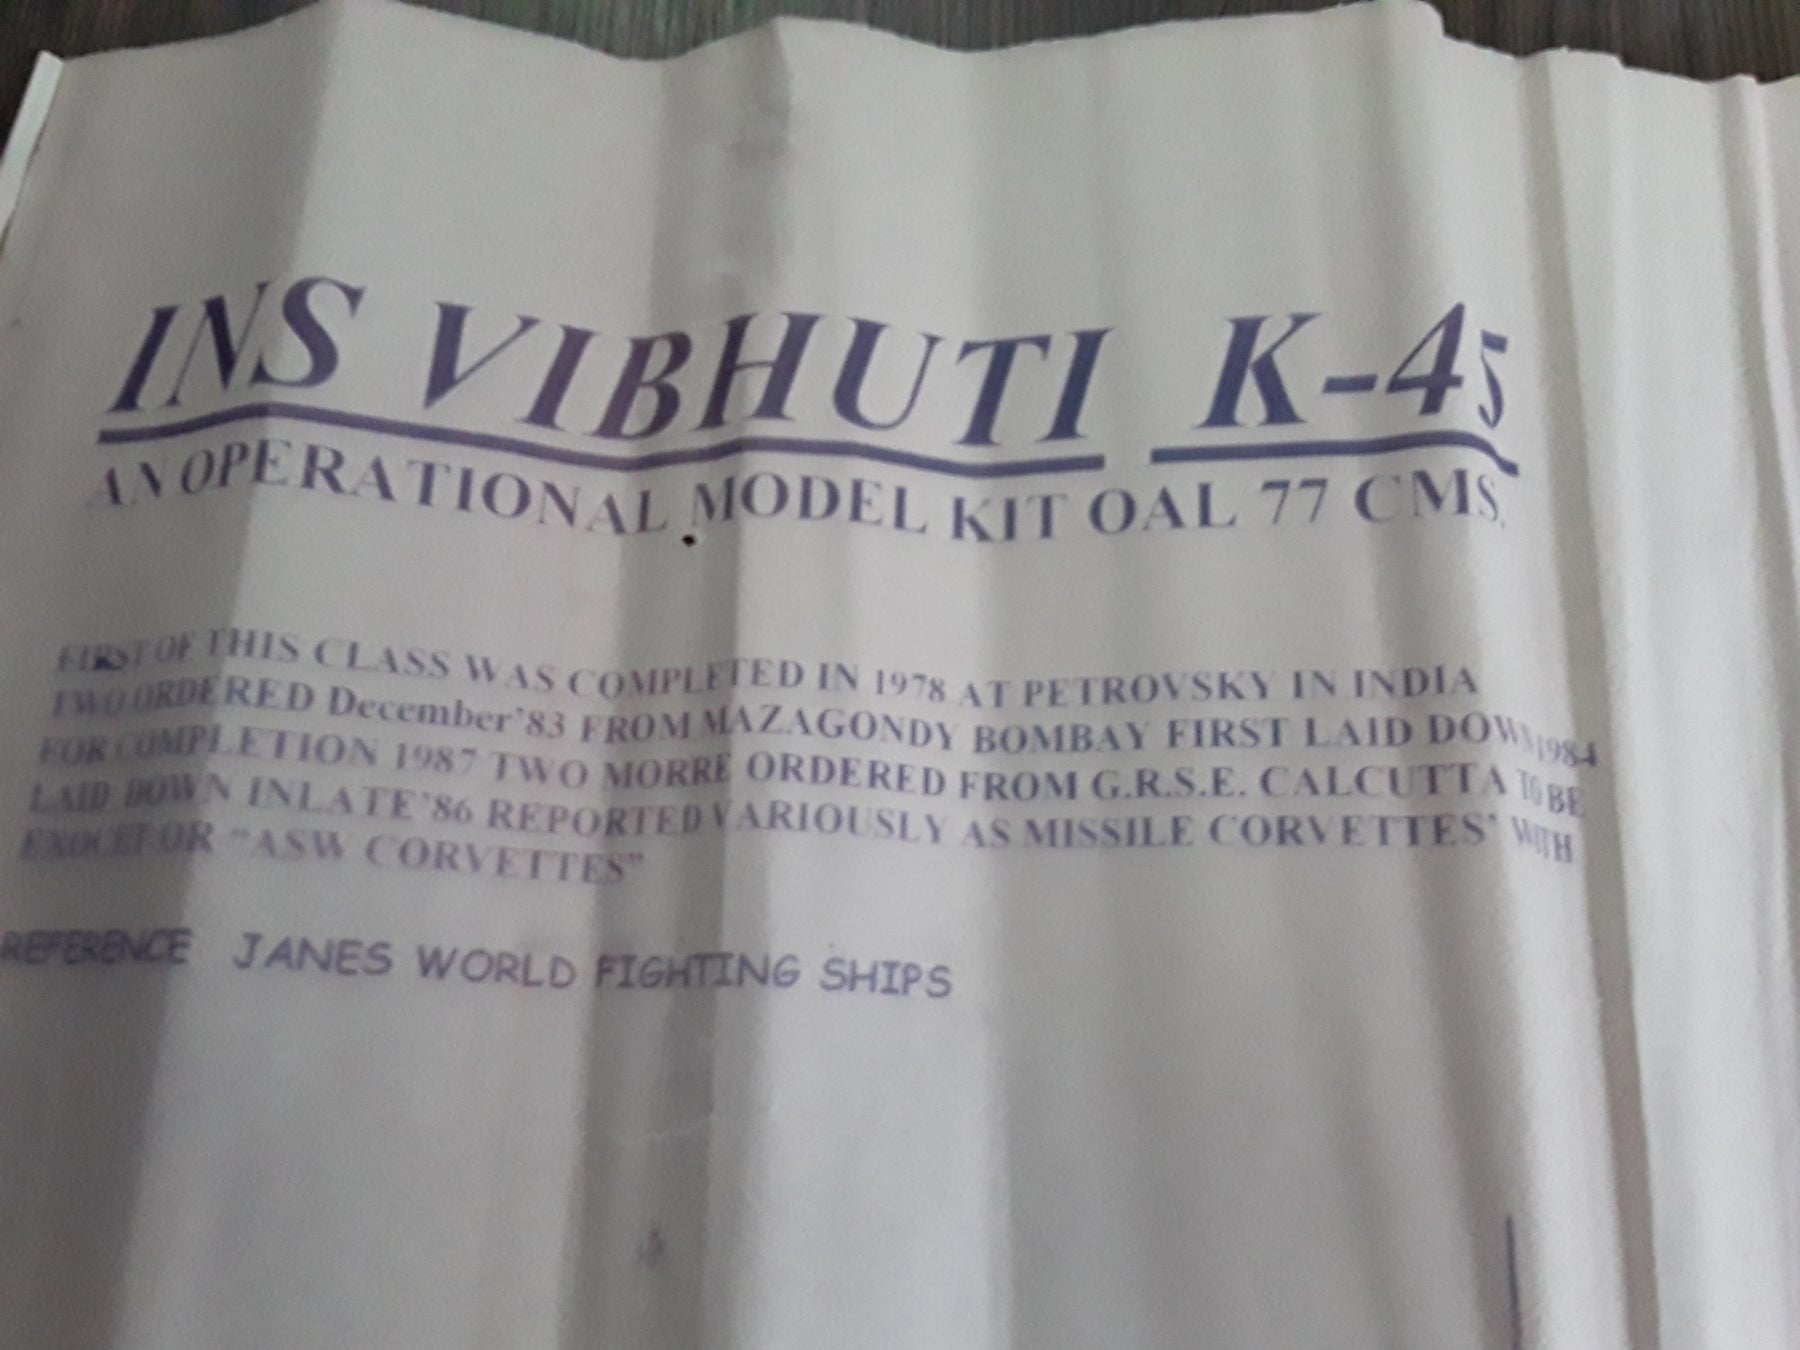 INS VIBHUTI K-45
AN OPERATIONAL MODEL KIT OAL 77 CMS.
FIRST OF THIS CLASS WAS COMPLETED IN 1978 AT PETROVSKY IN INDIA
TWO ORDERED December'83 FROM MAZAGONDY BOMBAY FIRST LAID DOWN 1984
FOR COMPLETION 1987 TWO MORRE ORDERED FROM G.R.S.E. CALCUTTA TO BE
LAID DOWN INLATE'86 REPORTED VARIOUSLY AS MISSILE CORVETTES' WITH
EXOCET OR "ASW CORVETTES"
REFERENCE JANES WORLD FIGHTING SHIPS